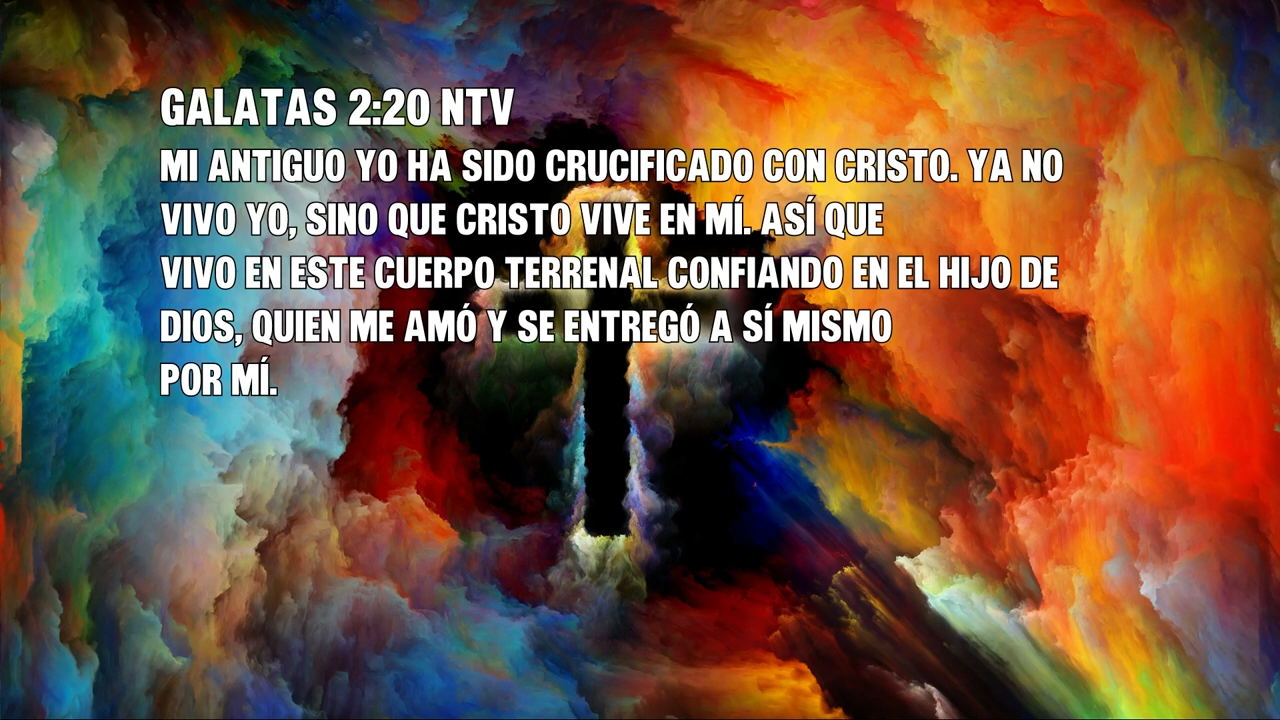 GALATAS 2:20 NTV
MI ANTIGUO YO HA SIDO CRUCIFICADO CON CRISTO. YA NO
VIVO YO, SINO QUE CRISTO VIVE EN MÍ. ASÍ QUE
VIVO EN ESTE CUERPO TERRENAL CONFIANDO EN EL HIJO DE
DIOS, QUIEN ME AMÓ Y SE ENTREGÓ A SÍ MISMO
POR MÍ.